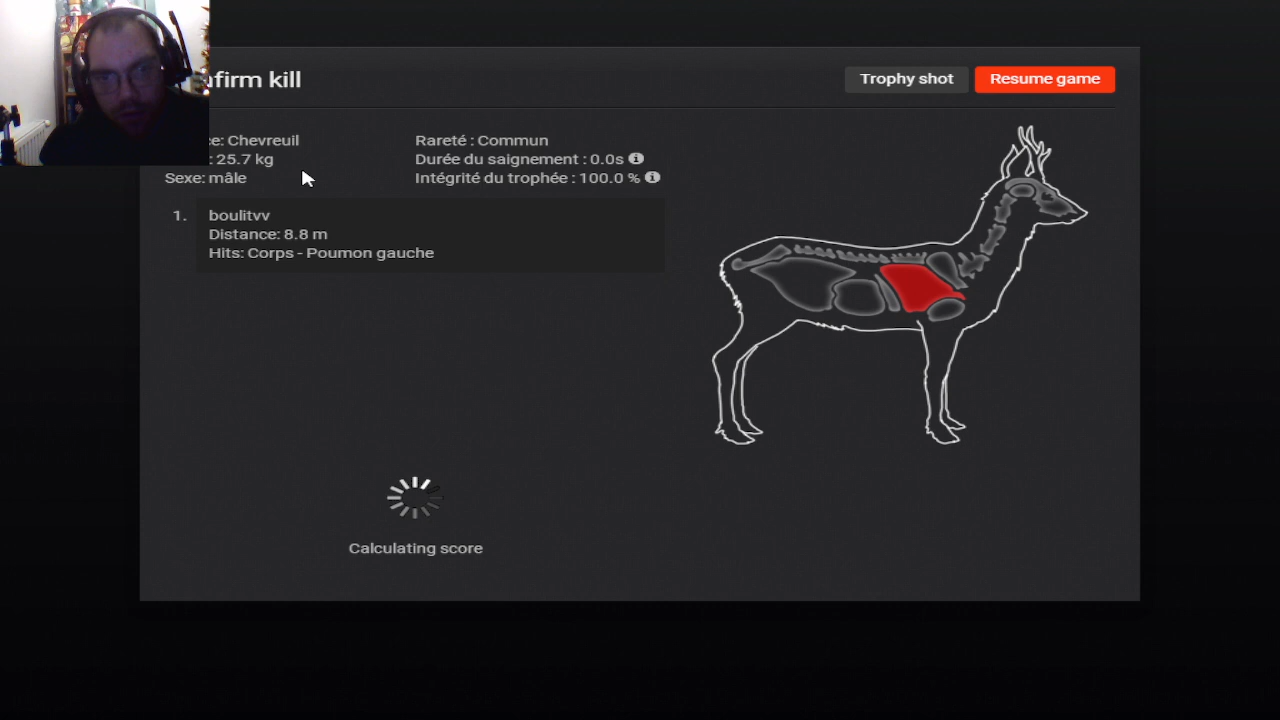 firm kill
Trophy shot
Resume game
ce: Chevreuil
: 25.7 kg
Sexe: mâle
Rareté : Commun
Durée du saignement : 0.0s
Intégrité du trophée : 100.0 %
1.
boulitvv
Distance: 8.8 m
Hits: Corps - Poumon gauche
Calculating score